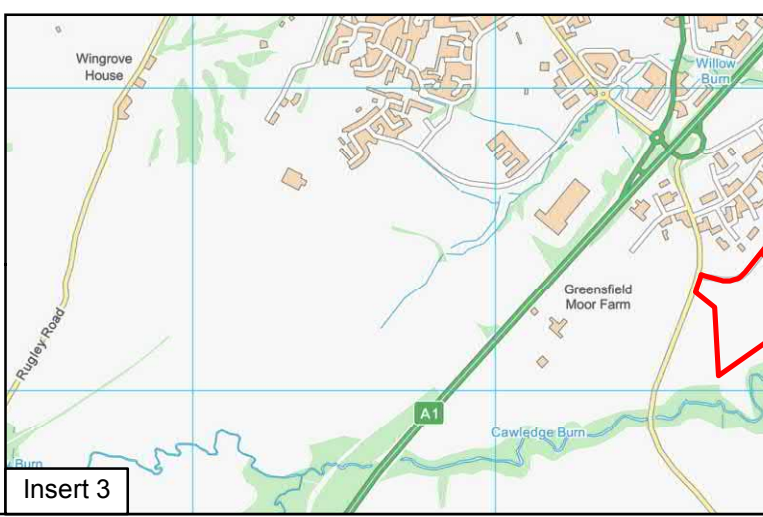 Wingrove
House
Willow
Burn
Greensfield
Moor Farm
Rugley Road
A1
Cawledge Burn
Burn
Insert 3